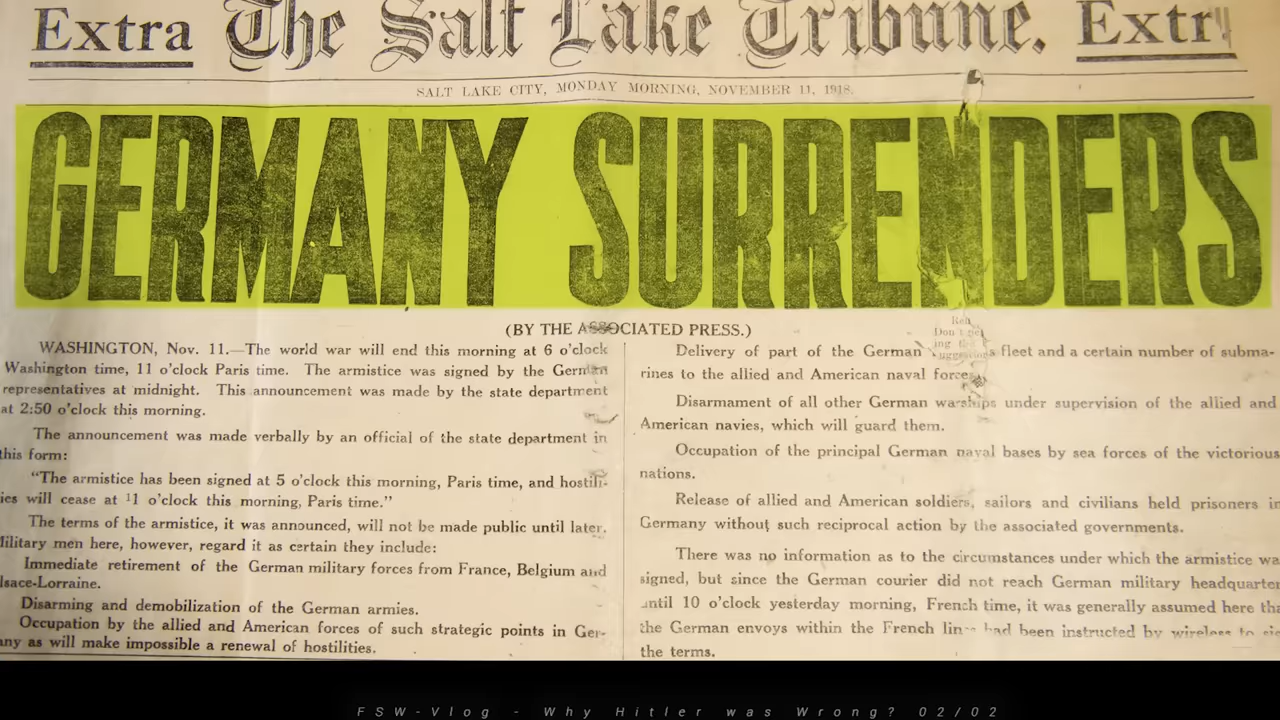 Extra The Salt Lake Tribune. Extr
SALT LAKE CITY, MONDAY MORNING, NOVEMBER 11, 1918.
GERMANY SURRENDERS
(BY THE ASSOCIATED PRESS.)
WASHINGTON, Nov. 11.—The world war will end this morning at 6 o'clock
Washington time, 11 o'clock Paris time. The armistice was signed by the German
representatives at midnight. This announcement was made by the state department
at 2:50 o'clock this morning.
The announcement was made verbally by an official of the state department in
this form:
"The armistice has been signed at 5 o'clock this morning, Paris time, and hostili-
ies will cease at 11 o'clock this morning, Paris time."
The terms of the armistice, it was announced, will not be made public until later.
Military men here, however, regard it as certain they include:
Immediate retirement of the German military forces from France, Belgium and
lsace-Lorraine.
Disarming and demobilization of the German armies.
Occupation by the allied and American forces of such strategic points in Ger-
any as will make impossible a renewal of hostilities.
Delivery of part of the German fleet and a certain number of subma-
rines to the allied and American naval forces.
Disarmament of all other German warships under supervision of the allied and
American navies, which will guard them.
Occupation of the principal German naval bases by sea forces of the victorious
nations.
Release of allied and American soldiers, sailors and civilians held prisoners in
Germany without such reciprocal action by the associated governments.
There was no information as to the circumstances under which the armistice wa
signed, but since the German courier did not reach German military headquarter
until 10 o'clock yesterday morning, French time, it was generally assumed here tha
the German envoys within the French lines had been instructed by wireless to
the terms.
FSW-Vlog - Why Hitler was Wrong? 02/02